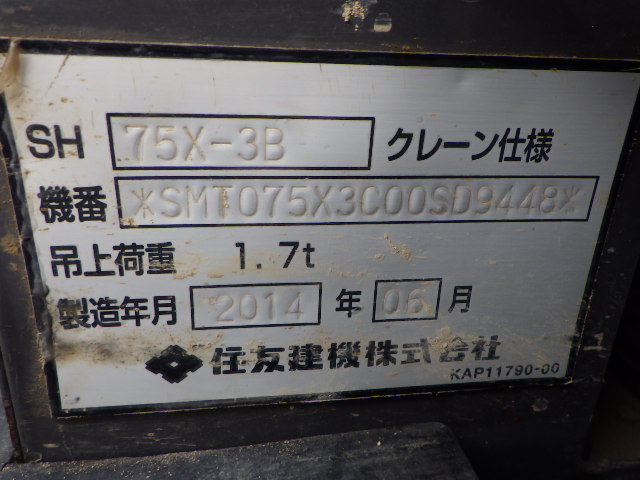 SH 75X-3B クレーン仕様
機番 *SMT075X3C00SD9448*
吊上荷重 1.7t
製造年月 2014 年 06 月
住友建機株式会社
KAP11790-00